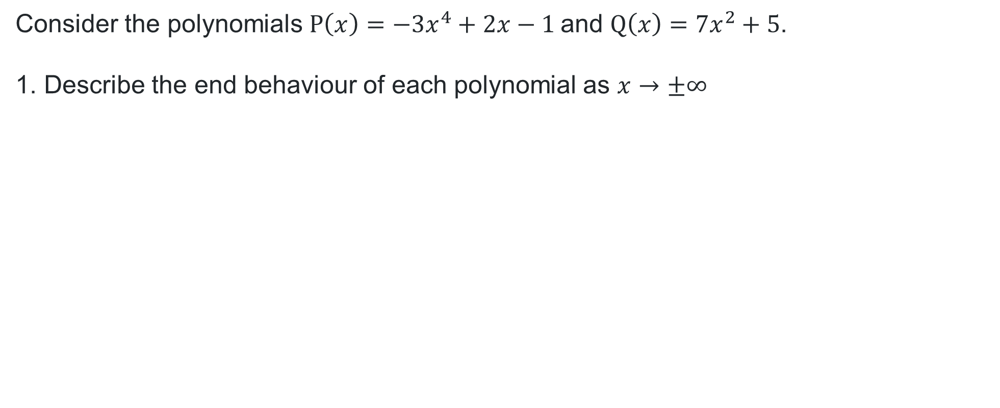 Consider the polynomials P(x) = −3x⁴ + 2x − 1 and Q(x) = 7x² + 5.
1. Describe the end behaviour of each polynomial as x → ±∞